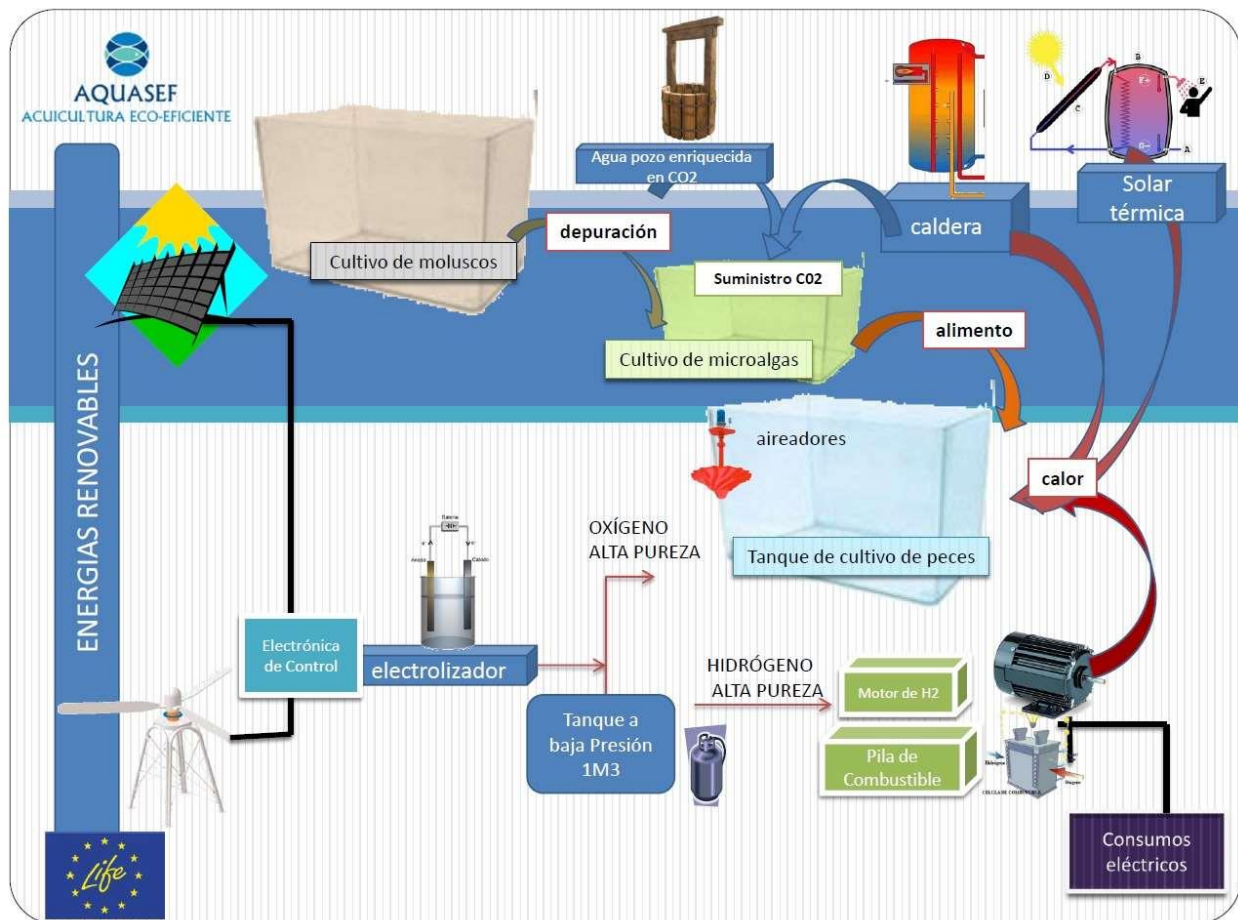 AQUASEF
ACUICULTURA ECO-EFICIENTE
Agua pozo enriquecida
en CO2
D
B
E
C
A
Solar
térmica
caldera
depuración
Cultivo de moluscos
Suministro C02
Cultivo de microalgas
alimento
ENERGIAS RENOVABLES
aireadores
calor
Tanque de cultivo de peces
OXÍGENO
ALTA PUREZA
Electrónica
de Control
electrolizador
HIDRÓGENO
ALTA PUREZA
Motor de H2
Tanque a
baja Presión
1M3
Pila de
Combustible
Consumos
eléctricos
Life